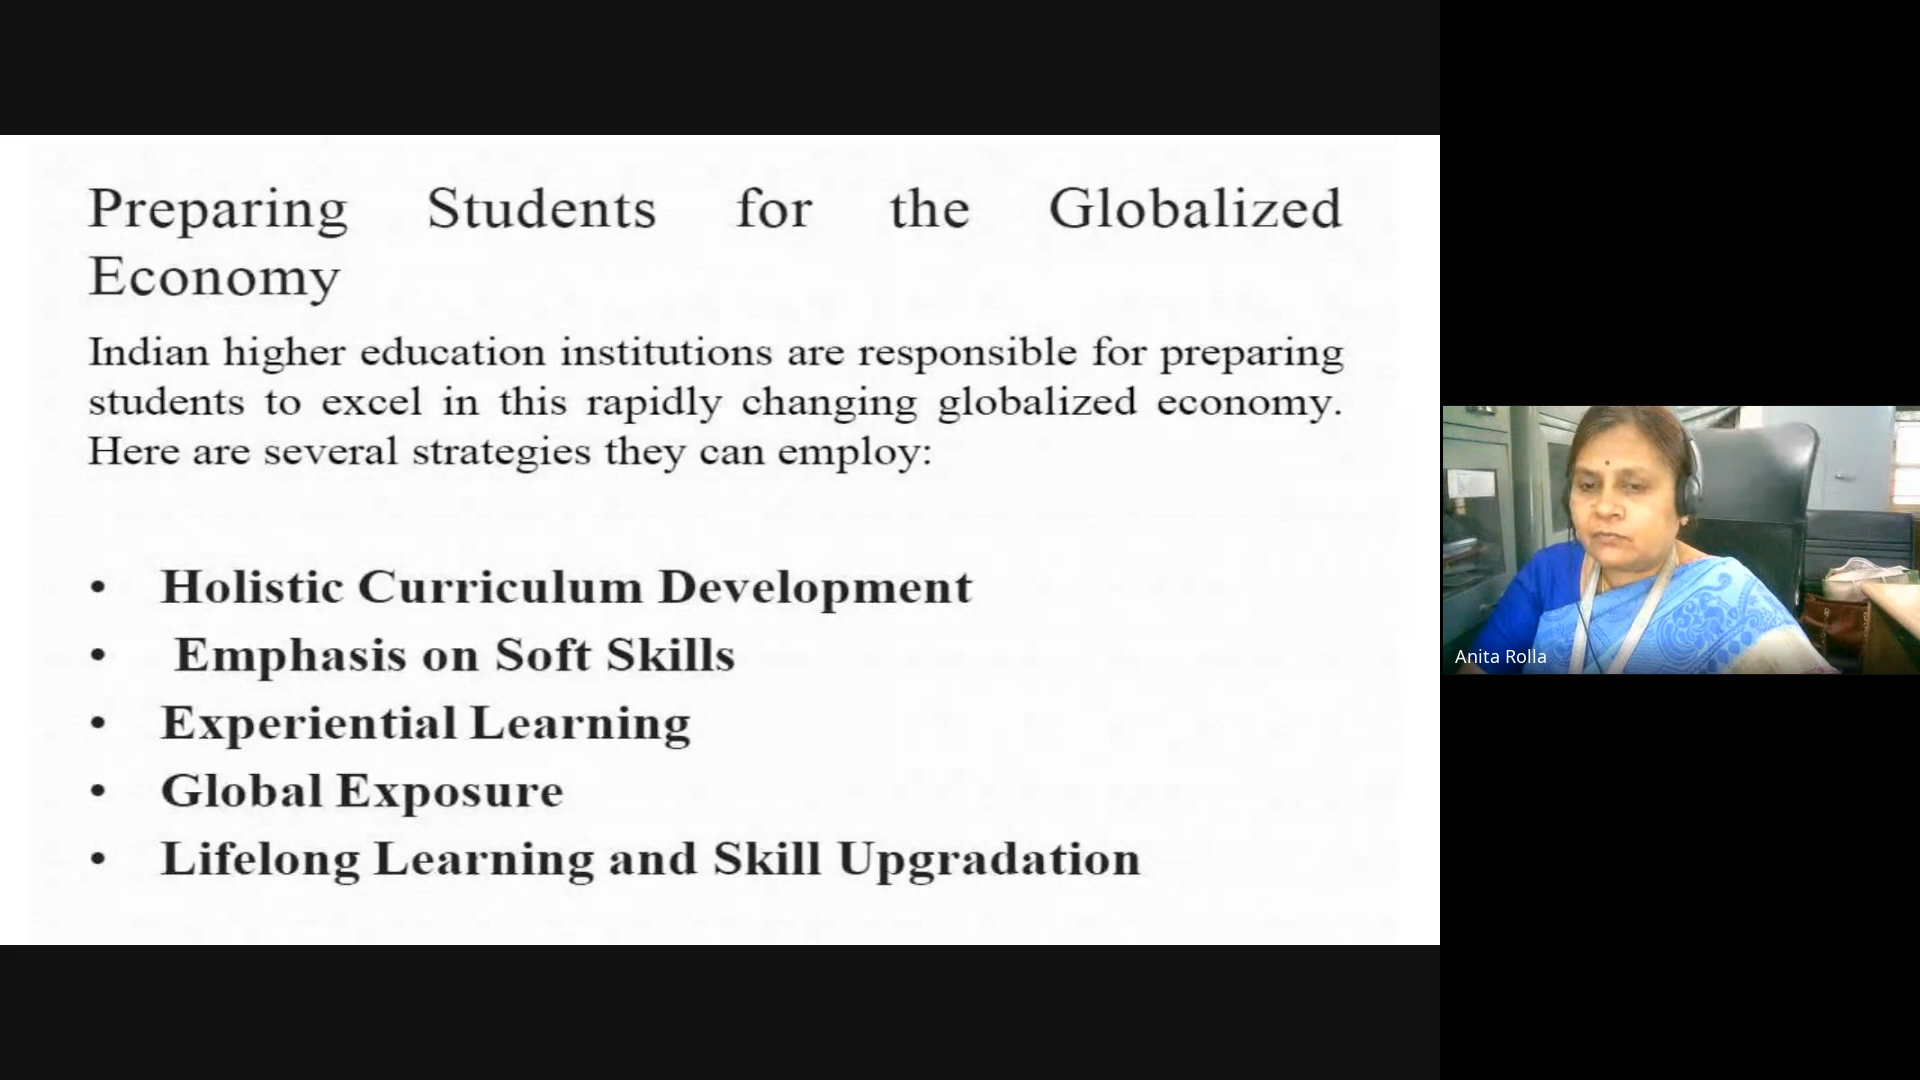 Preparing Students for the Globalized
Economy
Indian higher education institutions are responsible for preparing
students to excel in this rapidly changing globalized economy.
Here are several strategies they can employ:
• Holistic Curriculum Development
• Emphasis on Soft Skills
• Experiential Learning
• Global Exposure
• Lifelong Learning and Skill Upgradation
Anita Rolla